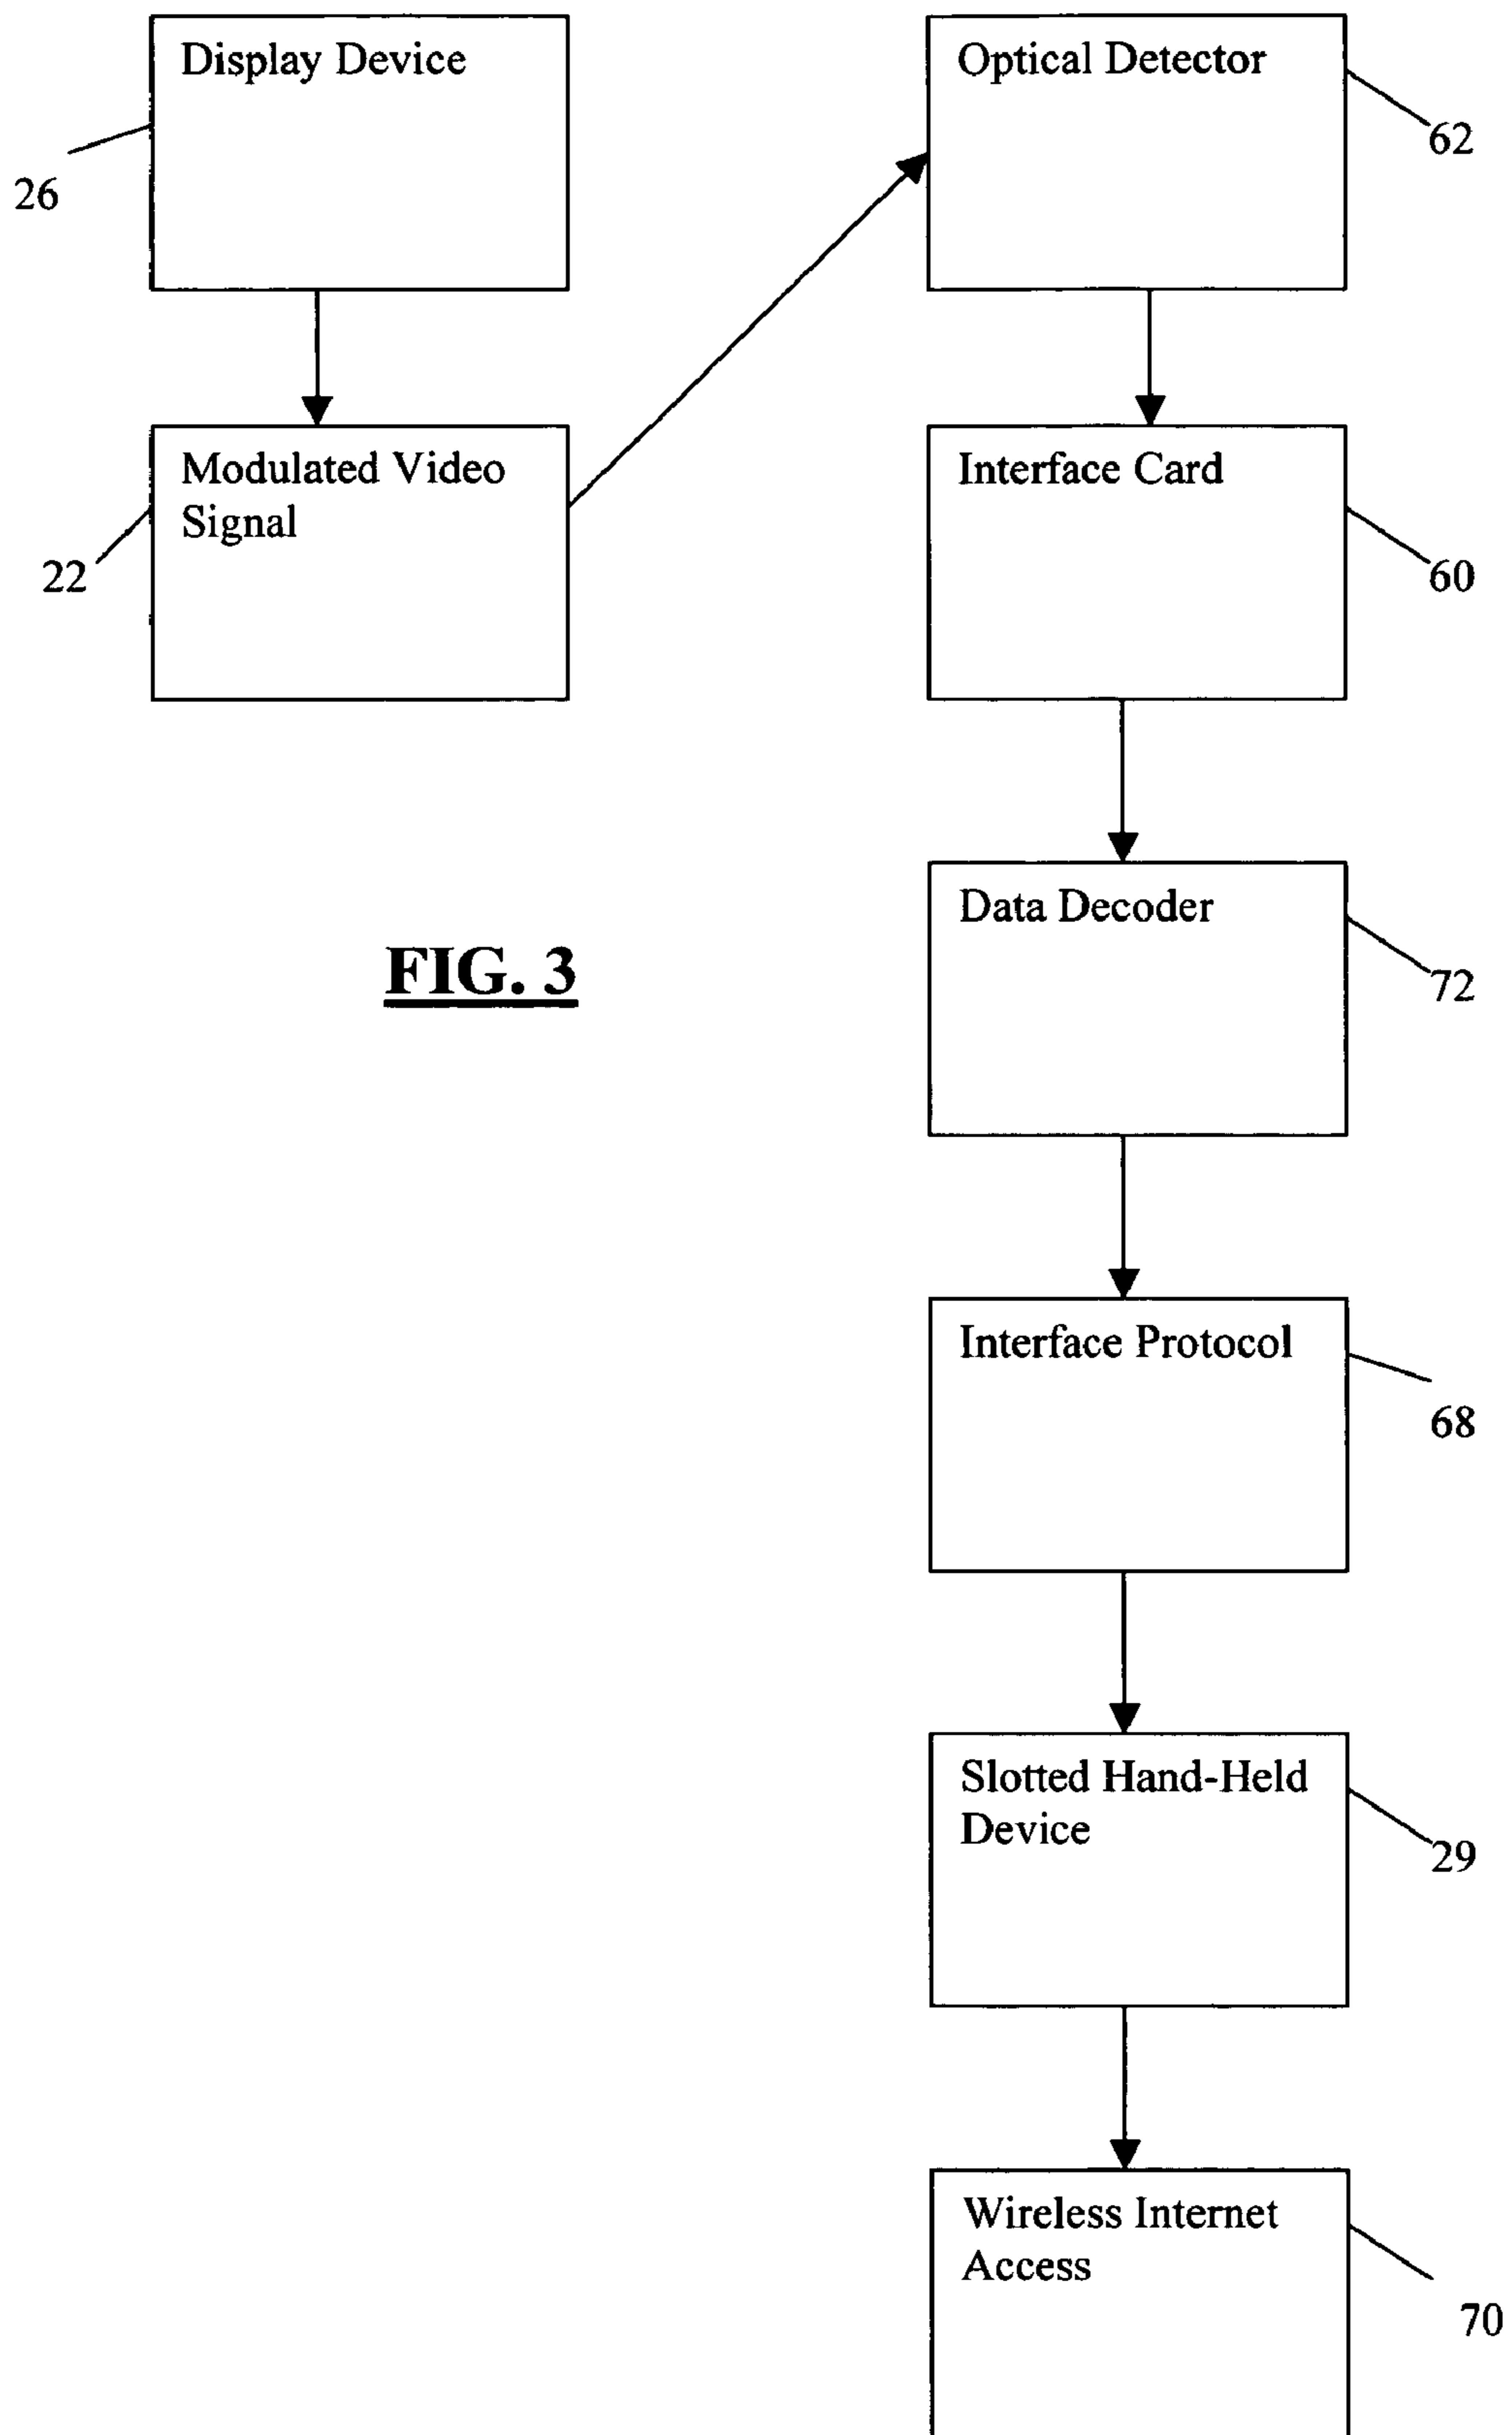 Display Device
26
Modulated Video
Signal
22
FIG. 3
Optical Detector
62
Interface Card
60
Data Decoder
72
Interface Protocol
68
Slotted Hand-Held
Device
29
Wireless Internet
Access
70